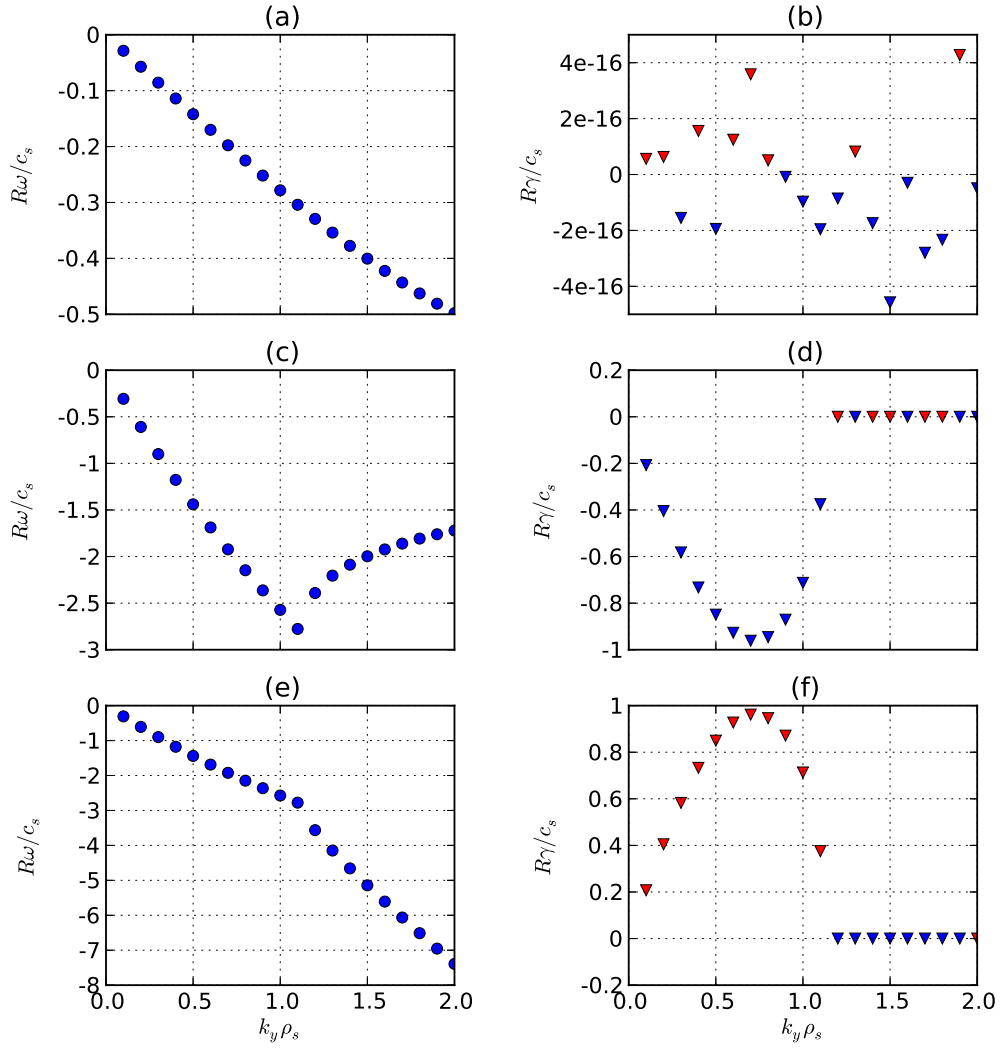 (a)
0
-0.1
-0.2
-0.3
-0.4
-0.5
Rω/c_s
(b)
4e-16
2e-16
0
-2e-16
-4e-16
Rγ/c_s
(c)
0
-0.5
-1
-1.5
-2
-2.5
-3
Rω/c_s
(d)
0.2
0
-0.2
-0.4
-0.6
-0.8
-1
Rγ/c_s
(e)
0
-1
-2
-3
-4
-5
-6
-7
-8
Rω/c_s
0.0 0.5 1.0 1.5 2.0
k_y ρ_s
(f)
1
0.8
0.6
0.4
0.2
0
-0.2
Rγ/c_s
0.0 0.5 1.0 1.5 2.0
k_y ρ_s